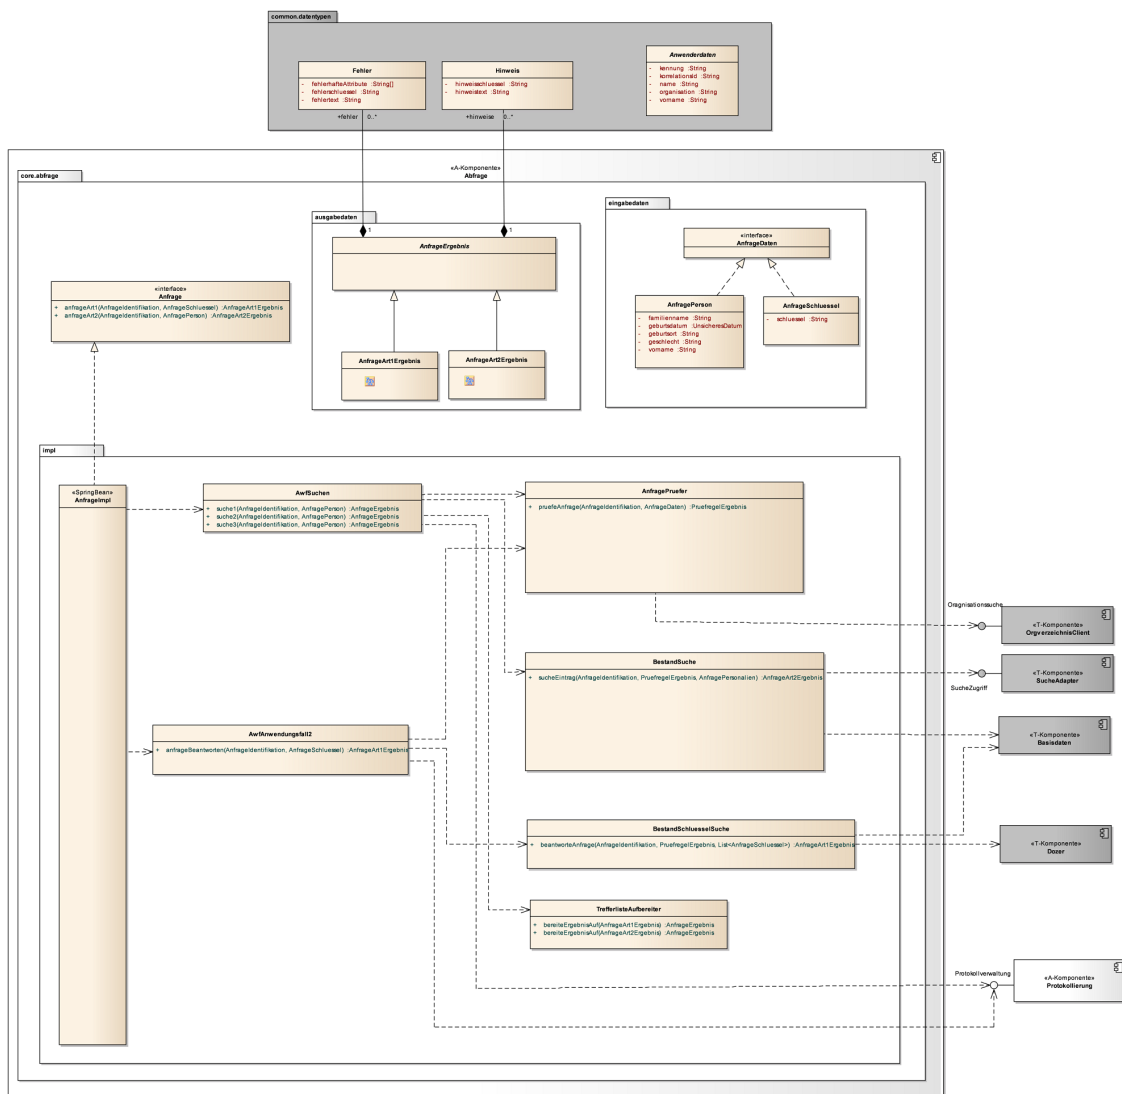 common.datentypen
Fehler
- fehlerhafteAttribute :String[]
- fehlerschluessel :String
- fehlertext :String
Hinweis
- hinweisschluessel :String
- hinweistext :String
Anwenderdaten
- kennung :String
- korrelationsId :String
- name :String
- organisation :String
- vorname :String
+fehler 0..*
+hinweise 0..*
«A-Komponente»
Abfrage
core.abfrage
ausgabedaten
1
1
AnfrageErgebnis
AnfrageArt1Ergebnis
AnfrageArt2Ergebnis
eingabedaten
«interface»
AnfrageDaten
AnfragePerson
- familienname :String
- geburtsdatum :UnsicheresDatum
- geburtsort :String
- geschlecht :String
- vorname :String
AnfrageSchluessel
- schluessel :String
«interface»
Anfrage
+ anfrageArt1(AnfrageIdentifikation, AnfrageSchluessel) :AnfrageArt1Ergebnis
+ anfrageArt2(AnfrageIdentifikation, AnfragePerson) :AnfrageArt2Ergebnis
impl
«SpringBean»
AnfrageImpl
AwfSuchen
+ suche1(AnfrageIdentifikation, AnfragePerson) :AnfrageErgebnis
+ suche2(AnfrageIdentifikation, AnfragePerson) :AnfrageErgebnis
+ suche3(AnfrageIdentifikation, AnfragePerson) :AnfrageErgebnis
AnfragePruefer
+ pruefeAnfrage(AnfrageIdentifikation, AnfrageDaten) :PruefregelErgebnis
Oragnisationssuche
«T-Komponente»
OrgverzeichnisClient
BestandSuche
+ sucheEintrag(AnfrageIdentifikation, PruefregelErgebnis, AnfragePersonalien) :AnfrageArt2Ergebnis
«T-Komponente»
SucheAdapter
SucheZugriff
AwfAnwendungsfall2
+ anfrageBeantworten(AnfrageIdentifikation, AnfrageSchluessel) :AnfrageArt1Ergebnis
«T-Komponente»
Basisdaten
BestandSchluesselSuche
+ beantworteAnfrage(AnfrageIdentifikation, PruefregelErgebnis, List<AnfrageSchluessel>) :AnfrageArt1Ergebnis
«T-Komponente»
Dozer
TrefferlisteAufbereiter
+ bereiteErgebnisAuf(AnfrageArt1Ergebnis) :AnfrageErgebnis
+ bereiteErgebnisAuf(AnfrageArt2Ergebnis) :AnfrageErgebnis
Protokollverwaltung
«A-Komponente»
Protokollierung